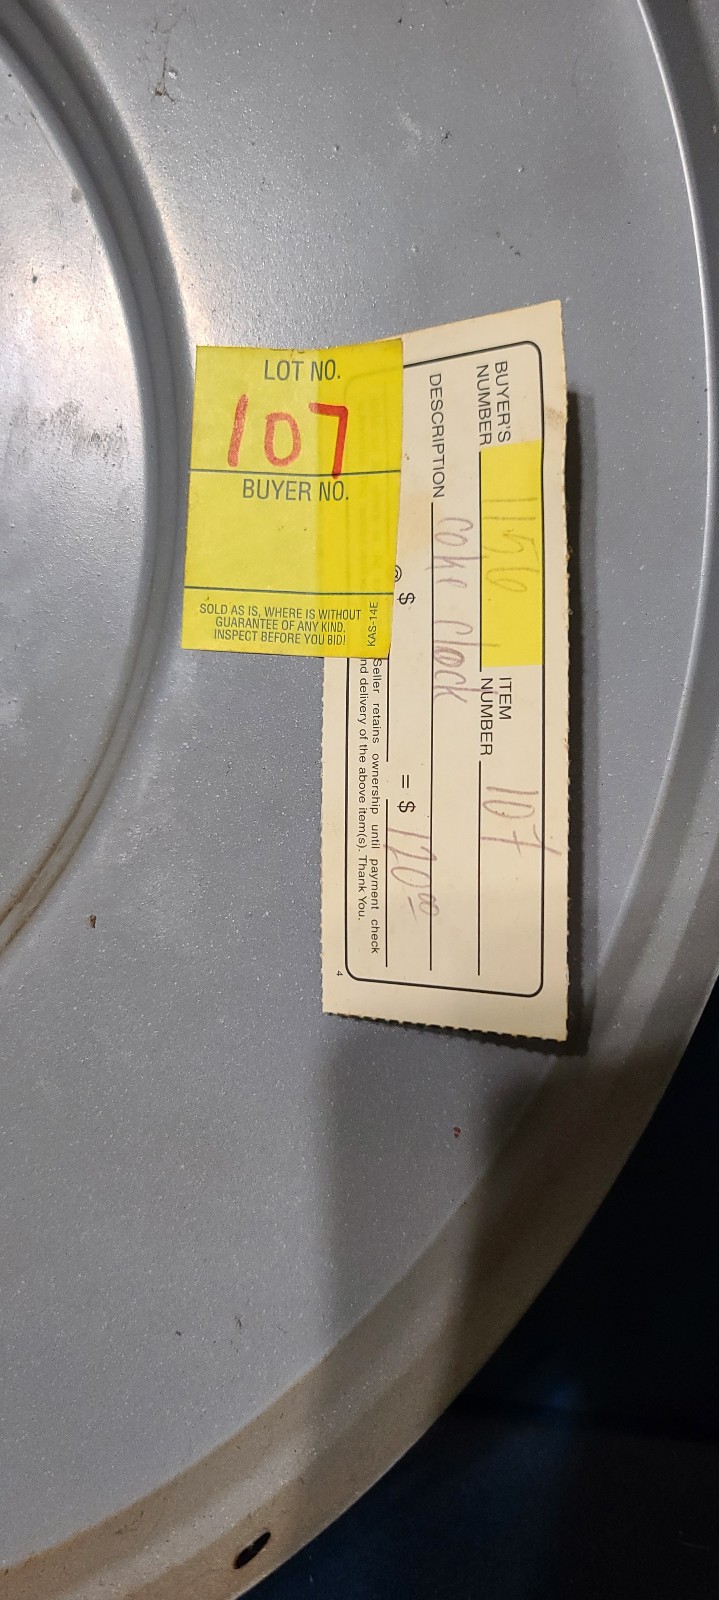 LOT NO.
107
BUYER NO.
SOLD AS IS, WHERE IS WITHOUT
GUARANTEE OF ANY KIND.
INSPECT BEFORE YOU BID!
KAS-14E
BUYER'S NUMBER 1156 ITEM NUMBER 107
DESCRIPTION Coke Clock
@ $ = $ 170.00
Seller retains ownership until payment check
nd delivery of the above item(s). Thank You.
4